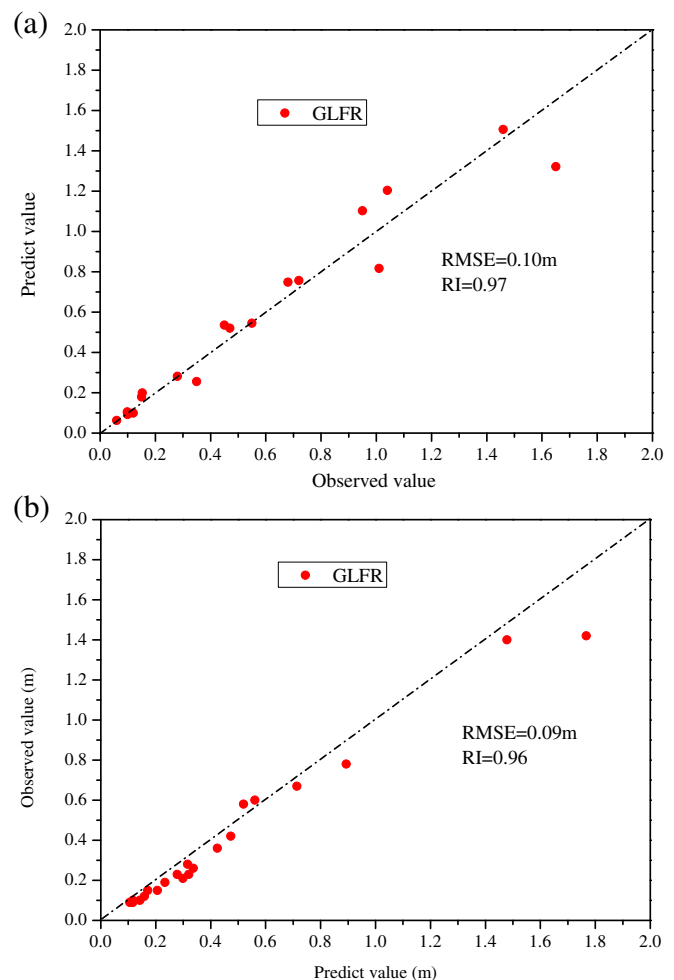 (a)
2.0
1.8
1.6
1.4
1.2
1.0
0.8
0.6
0.4
0.2
0.0
Predict value
GLFR
RMSE=0.10m
RI=0.97
0.0 0.2 0.4 0.6 0.8 1.0 1.2 1.4 1.6 1.8 2.0
Observed value
(b)
2.0
1.8
1.6
1.4
1.2
1.0
0.8
0.6
0.4
0.2
0.0
Observed value (m)
GLFR
RMSE=0.09m
RI=0.96
0.0 0.2 0.4 0.6 0.8 1.0 1.2 1.4 1.6 1.8 2.0
Predict value (m)